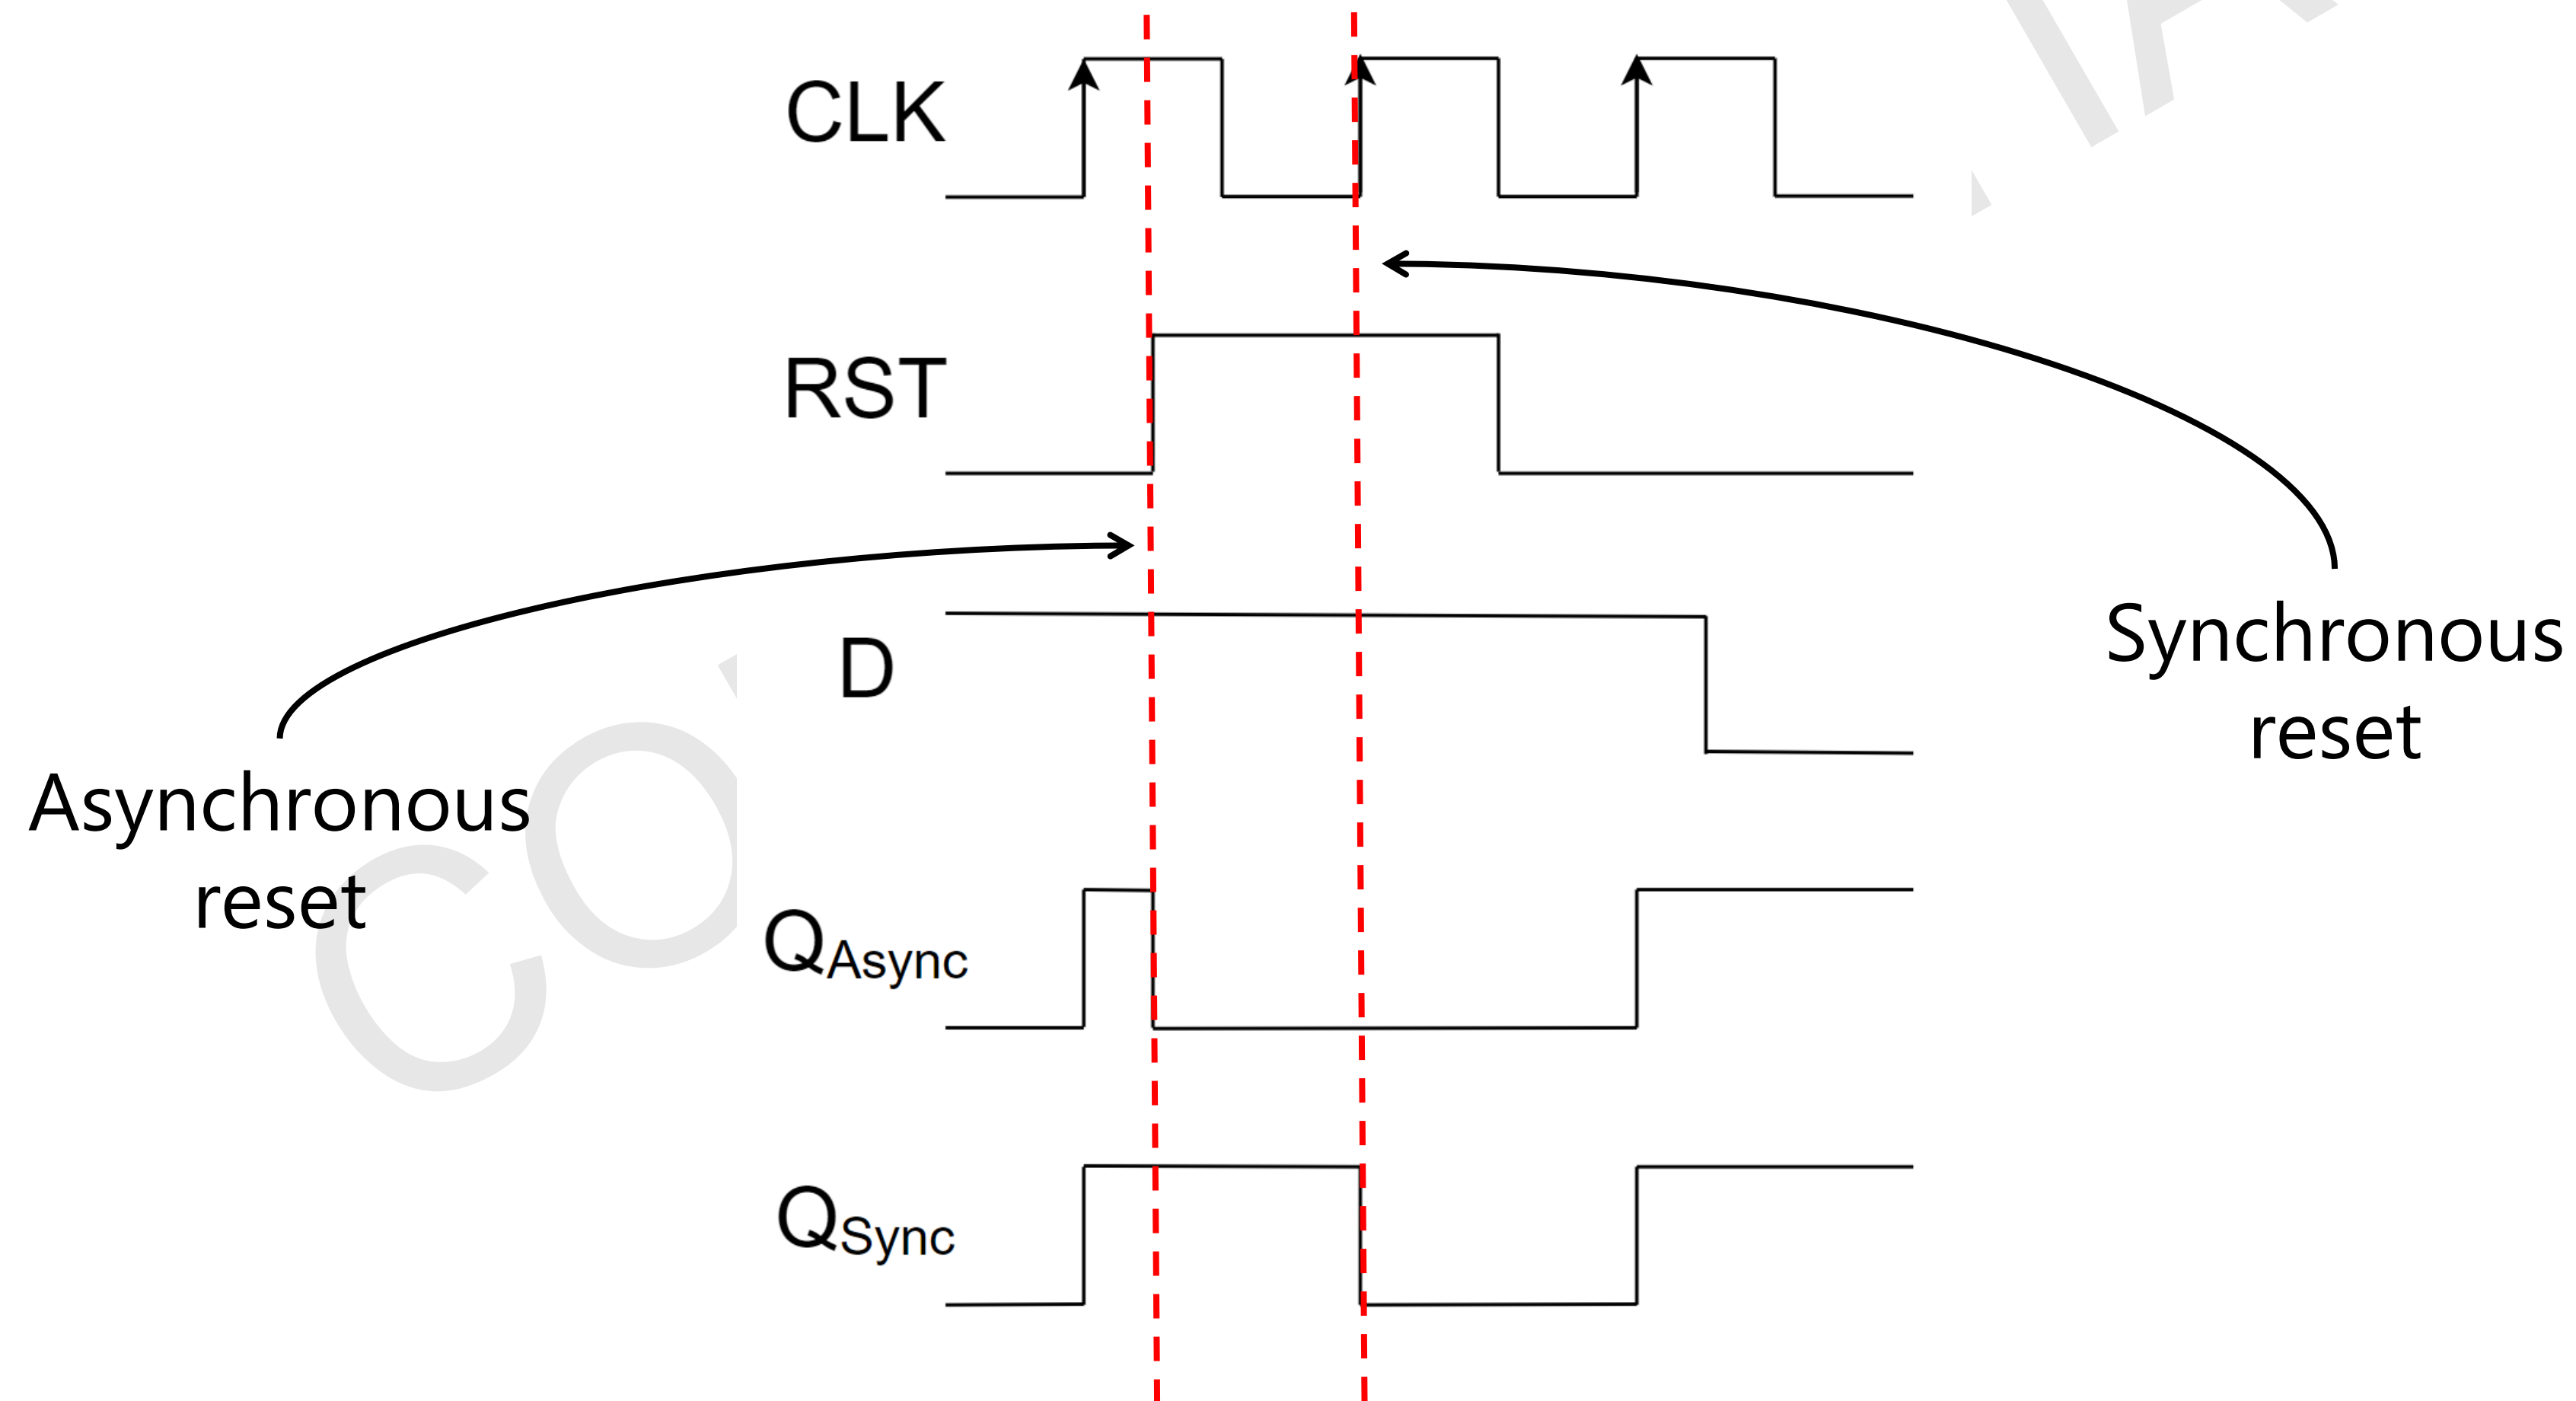 CLK
RST
D
Asynchronous
reset
Synchronous
reset
QAsync
QSync